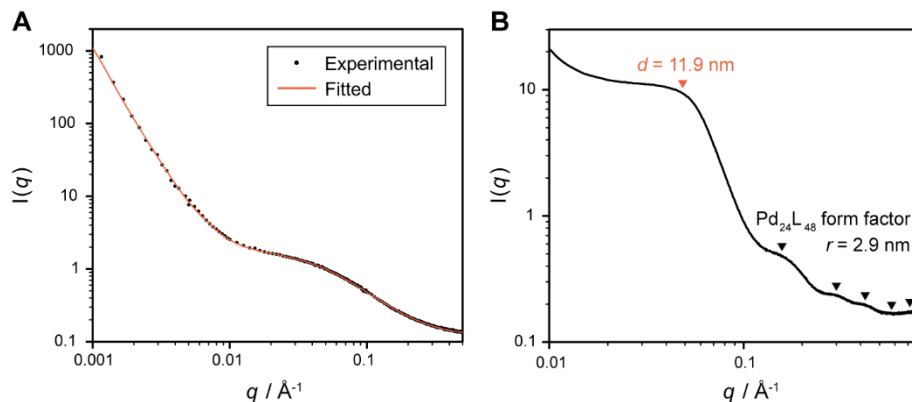 A
1000
100
10
1
0.1
0.001
0.01
0.1
I(q)
q / Å⁻¹
Experimental
Fitted
B
10
1
0.1
0.01
0.1
I(q)
q / Å⁻¹
d = 11.9 nm
Pd₂₄L₄₈ form factor
r = 2.9 nm